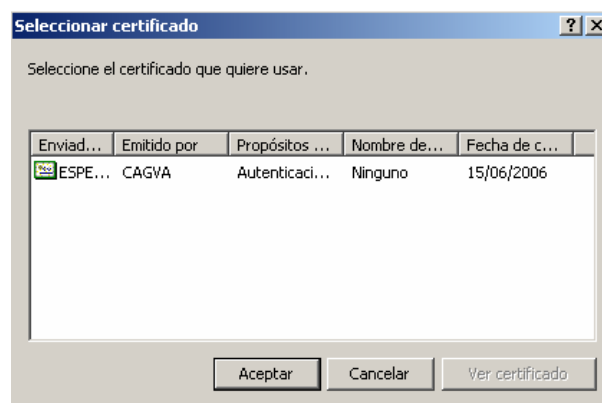 Seleccionar certificado
Seleccione el certificado que quiere usar.
Enviad... Emitido por Propósitos ... Nombre de... Fecha de c...
ESPE... CAGVA Autenticaci... Ninguno 15/06/2006
Aceptar Cancelar Ver certificado